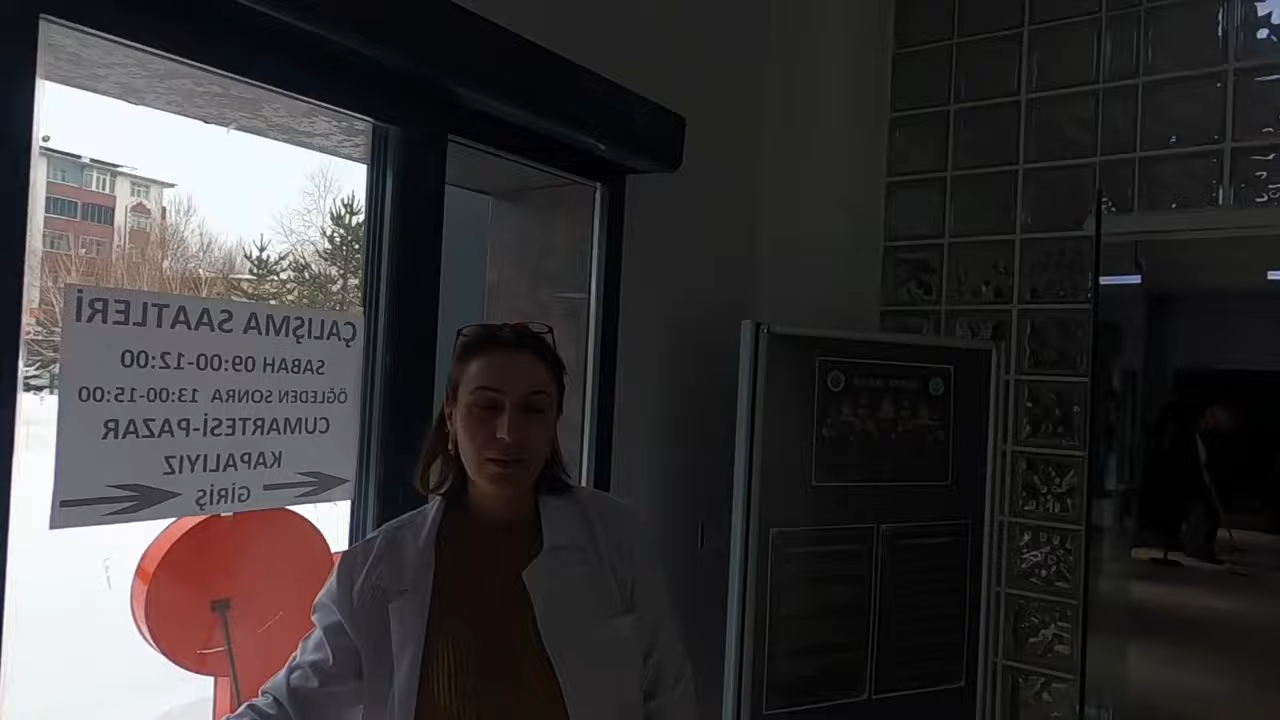 ÇALIŞMA SAATLERİ
SABAH 09:00-12:00
ÖĞLEDEN SONRA 13:00-15:00
CUMARTESİ-PAZAR
KAPALIYIZ
GİRİŞ